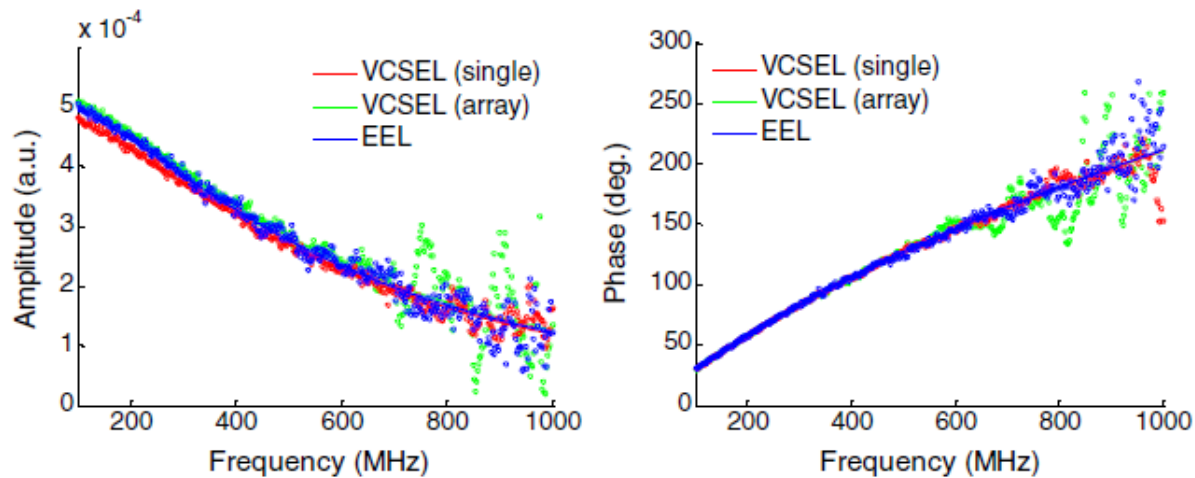 x 10-4
VCSEL (single)
VCSEL (array)
EEL
5
4
3
2
1
0
Amplitude (a.u.)
200
400
600
800
1000
Frequency (MHz)
300
VCSEL (single)
VCSEL (array)
EEL
250
200
150
100
50
0
Phase (deg.)
200
400
600
800
1000
Frequency (MHz)